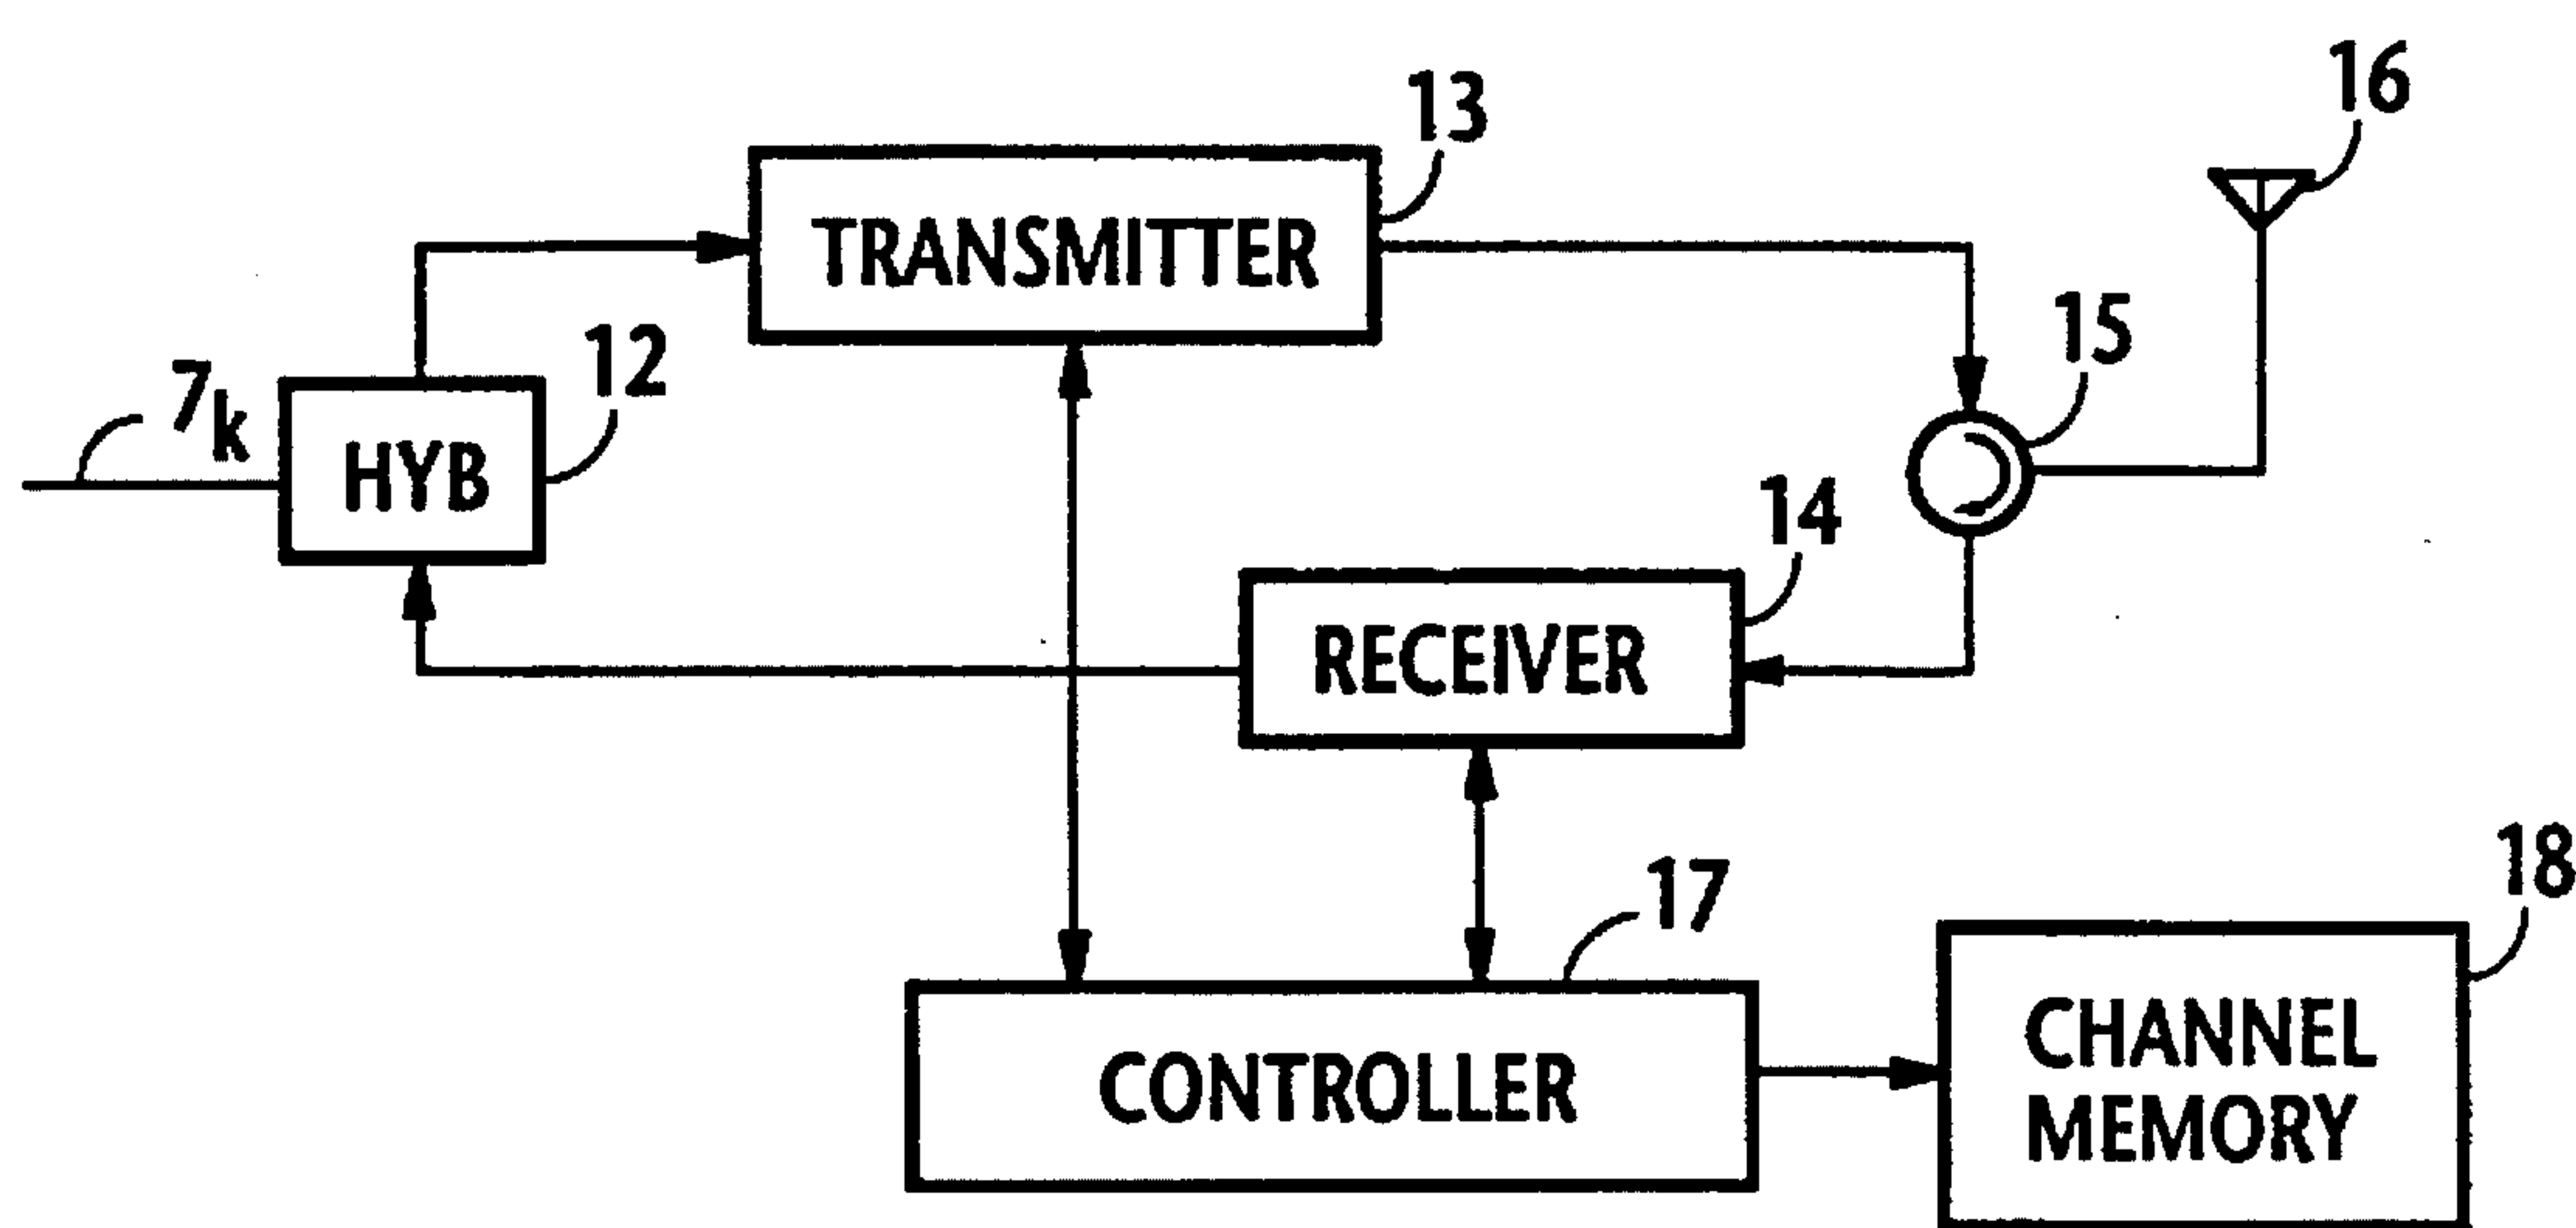 16
13
TRANSMITTER
15
12
7k
HYB
14
RECEIVER
17
18
CONTROLLER
CHANNEL
MEMORY